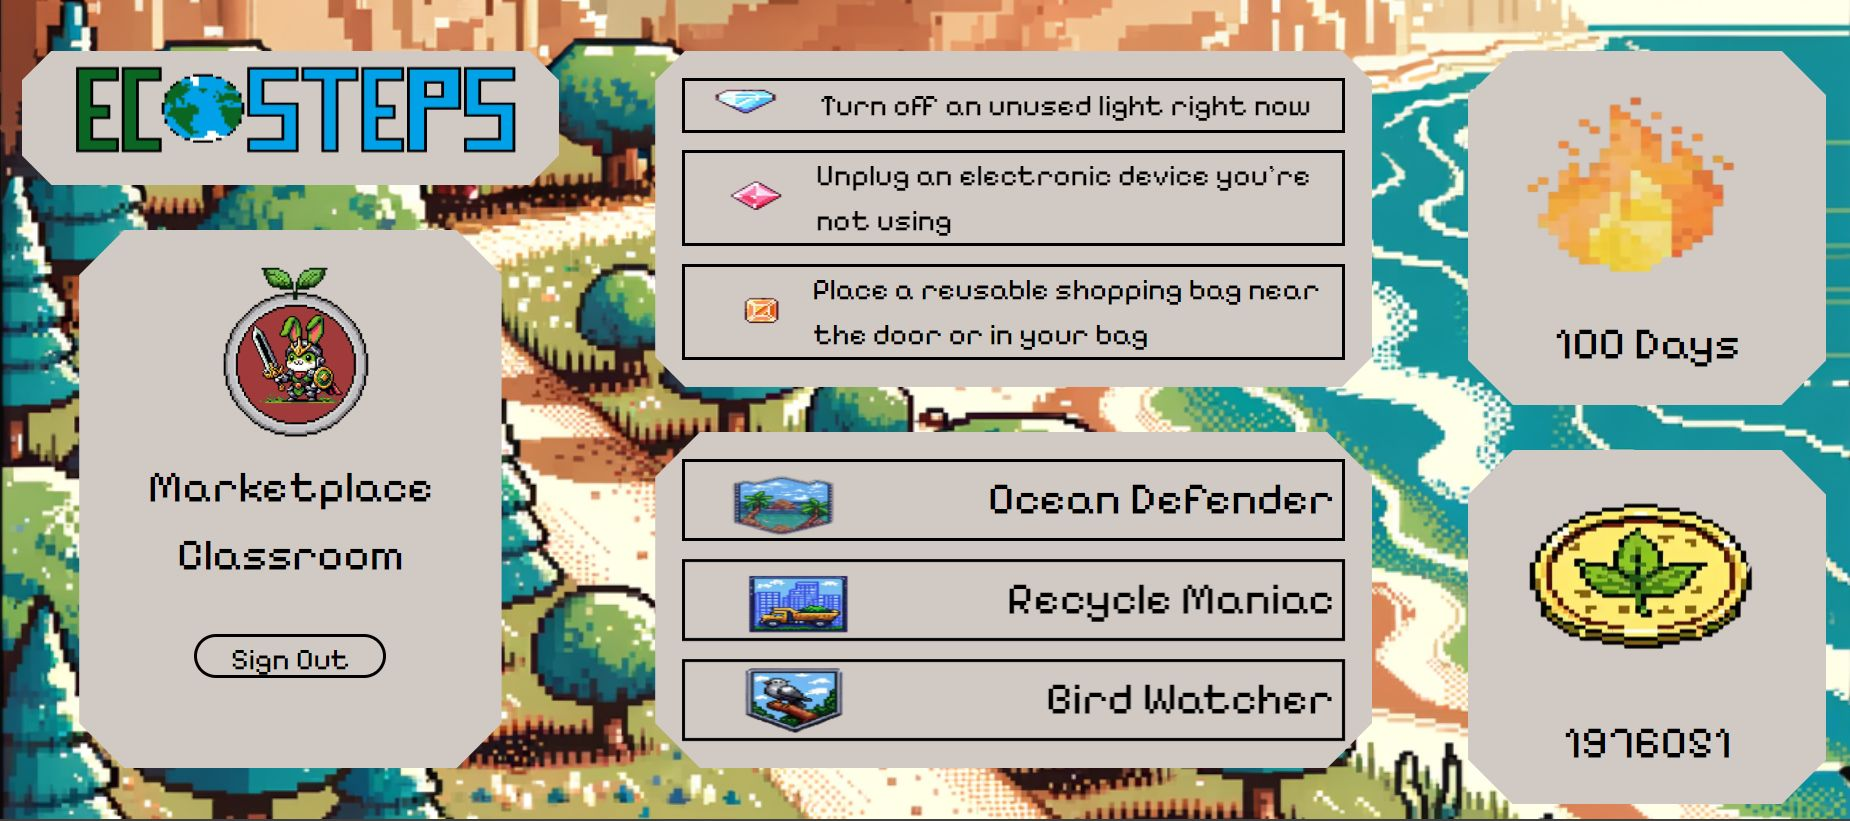 ECOSTEPS
Marketplace
Classroom
Sign Out
Turn off an unused light right now
Unplug an electronic device you're
not using
Place a reusable shopping bag near
the door or in your bag
Ocean Defender
Recycle Maniac
Bird Watcher
100 Days
1976081